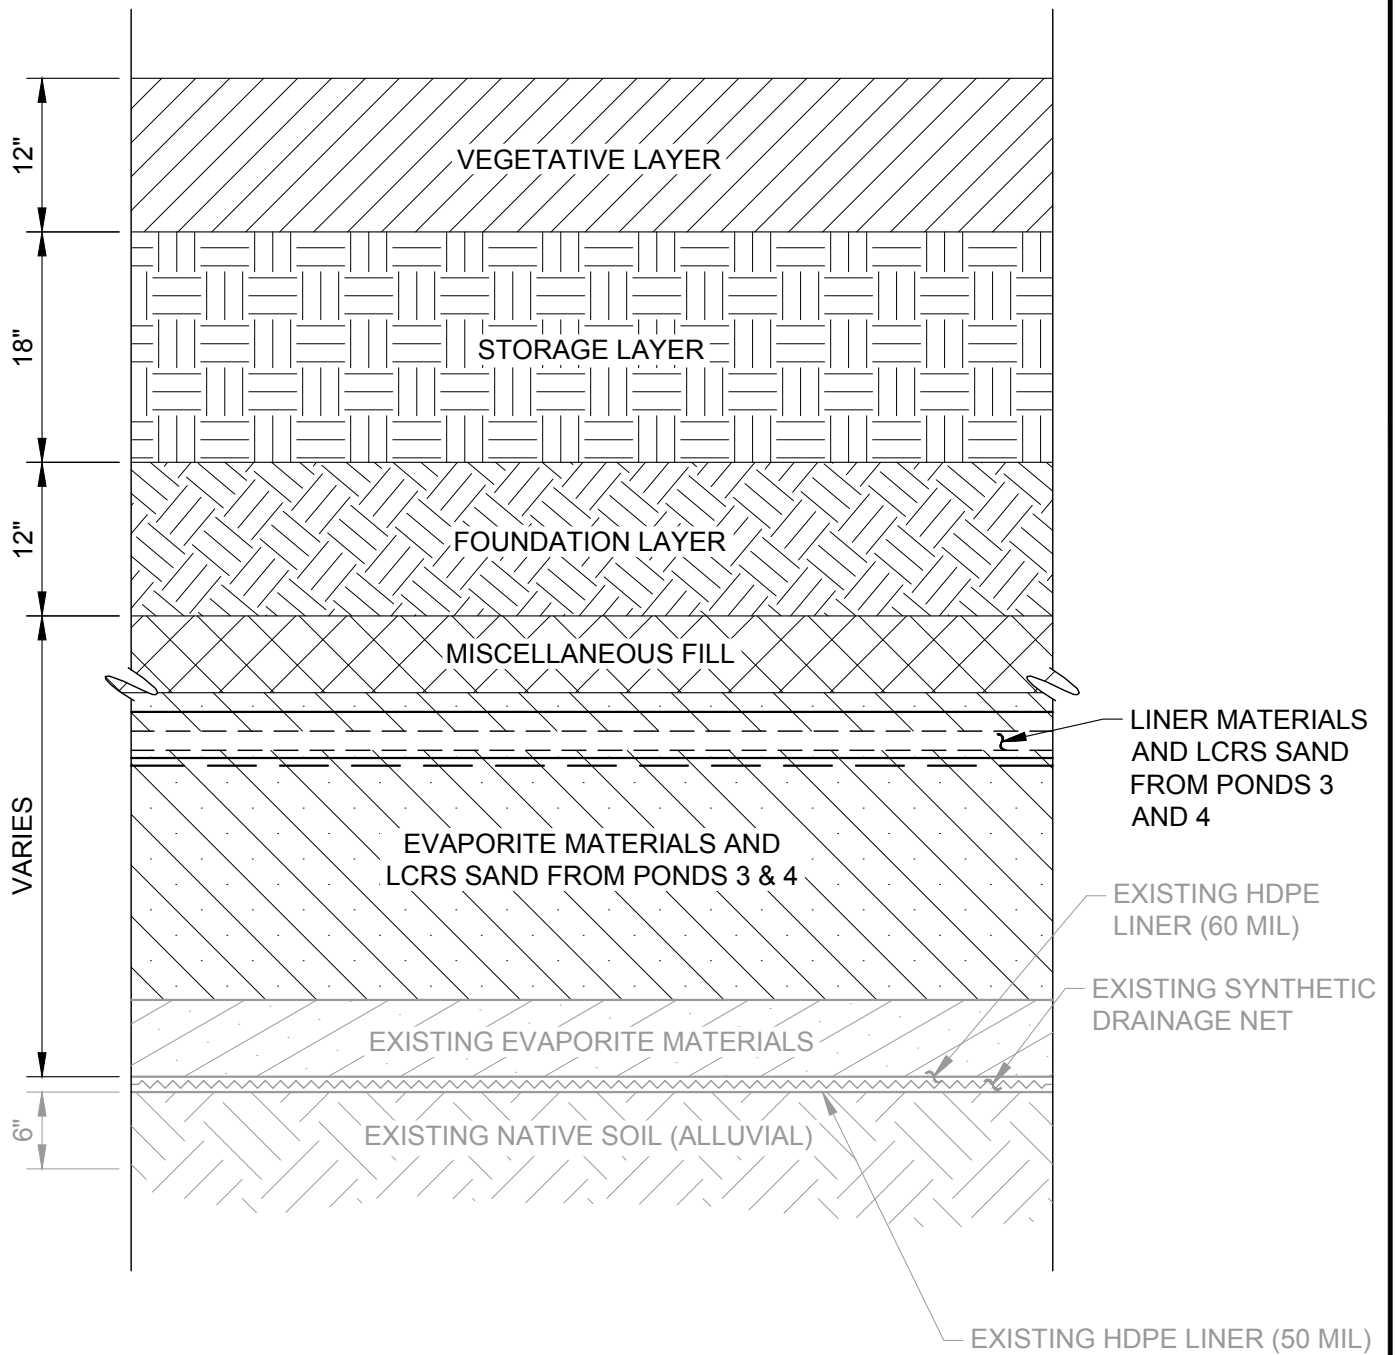 12"
VEGETATIVE LAYER
18"
STORAGE LAYER
12"
FOUNDATION LAYER
MISCELLANEOUS FILL
LINER MATERIALS
AND LCRS SAND
FROM PONDS 3
AND 4
VARIES
EVAPORITE MATERIALS AND
LCRS SAND FROM PONDS 3 & 4
EXISTING HDPE
LINER (60 MIL)
EXISTING SYNTHETIC
DRAINAGE NET
EXISTING EVAPORITE MATERIALS
6"
EXISTING NATIVE SOIL (ALLUVIAL)
EXISTING HDPE LINER (50 MIL)